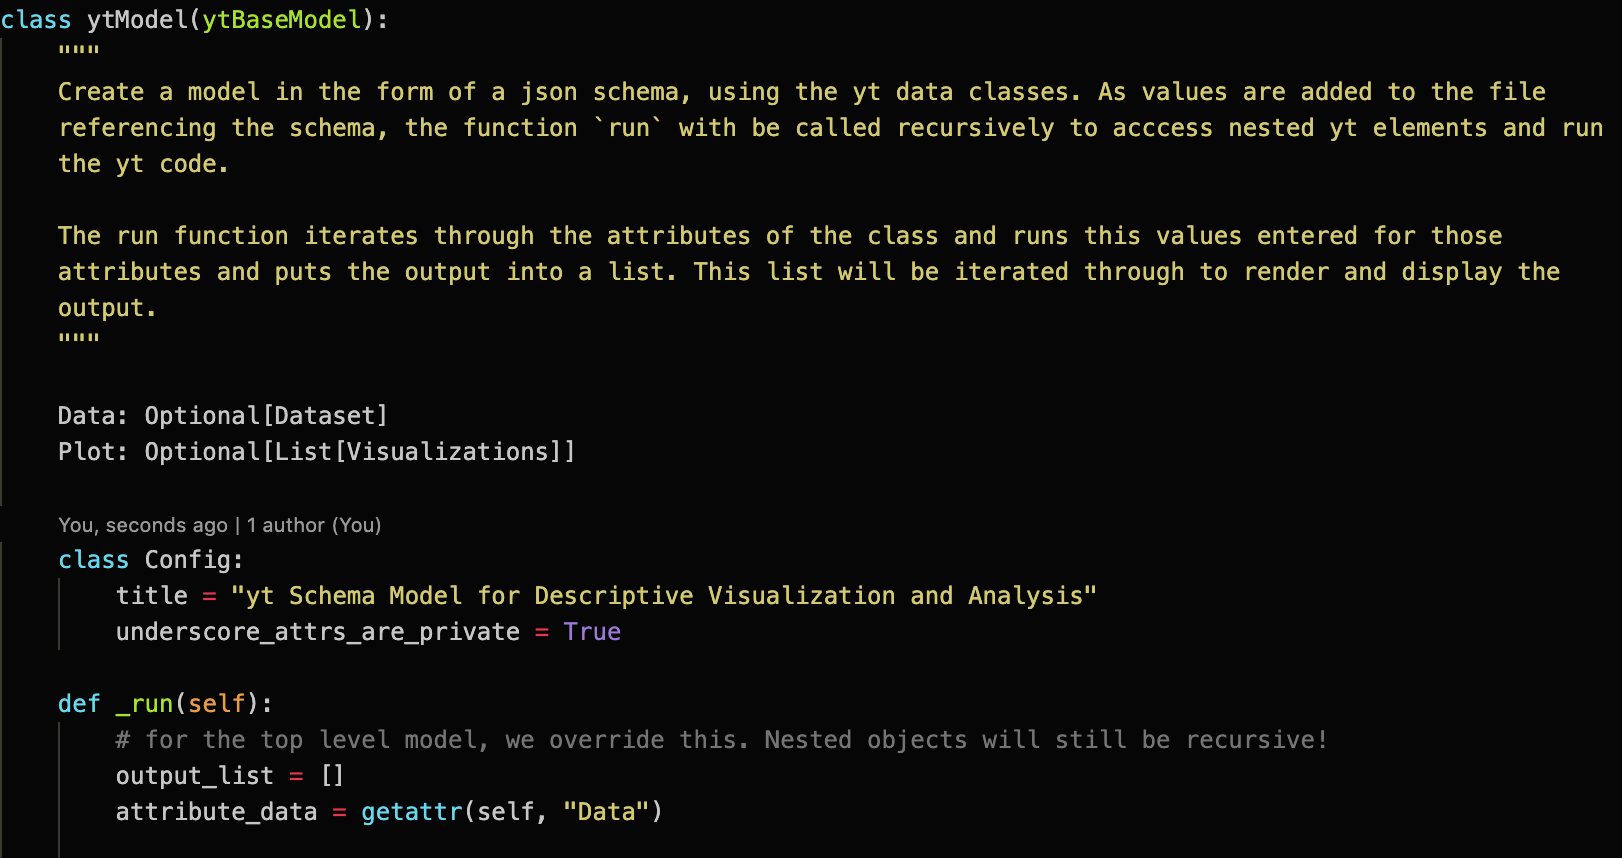 class ytModel(ytBaseModel):
"""
Create a model in the form of a json schema, using the yt data classes. As values are added to the file
referencing the schema, the function `run` with be called recursively to acccess nested yt elements and run
the yt code.
The run function iterates through the attributes of the class and runs this values entered for those
attributes and puts the output into a list. This list will be iterated through to render and display the
output.
"""
Data: Optional[Dataset]
Plot: Optional[List[Visualizations]]
You, seconds ago | 1 author (You)
class Config:
title = "yt Schema Model for Descriptive Visualization and Analysis"
underscore_attrs_are_private = True
def _run(self):
# for the top level model, we override this. Nested objects will still be recursive!
output_list = []
attribute_data = getattr(self, "Data")